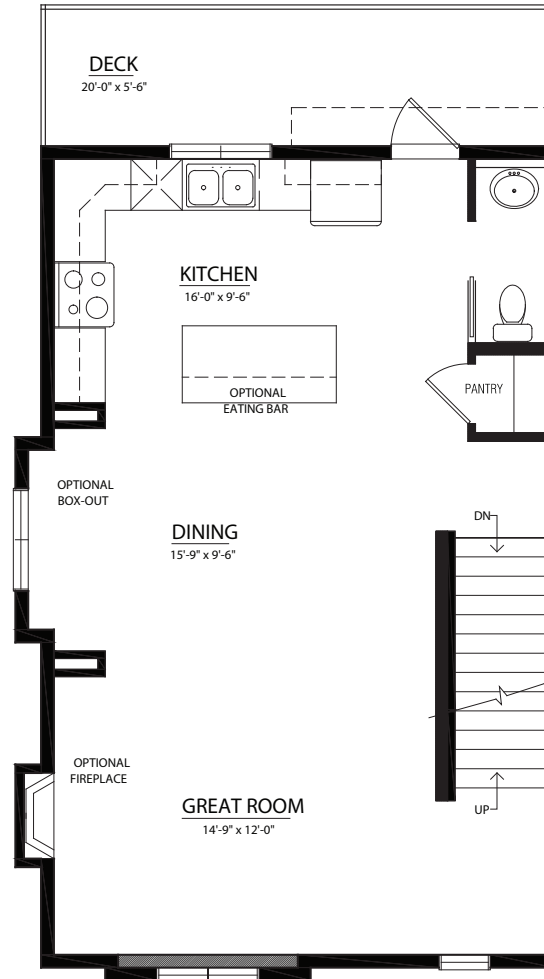 DECK
20'-0" x 5'-6"
KITCHEN
16'-0" x 9'-6"
OPTIONAL
EATING BAR
PANTRY
OPTIONAL
BOX-OUT
DN
DINING
15'-9" x 9'-6"
OPTIONAL
FIREPLACE
GREAT ROOM
14'-9" x 12'-0"
UP